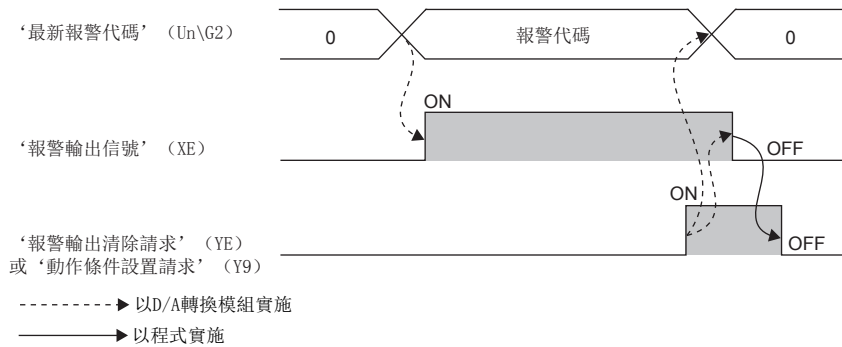 ‘最新報警代碼’（Un\G2）
0 報警代碼 0
ON
‘報警輸出信號’（XE）
OFF
ON
‘報警輸出清除請求’（YE）
或‘動作條件設置請求’（Y9）
OFF
以D/A轉換模組實施
以程式實施